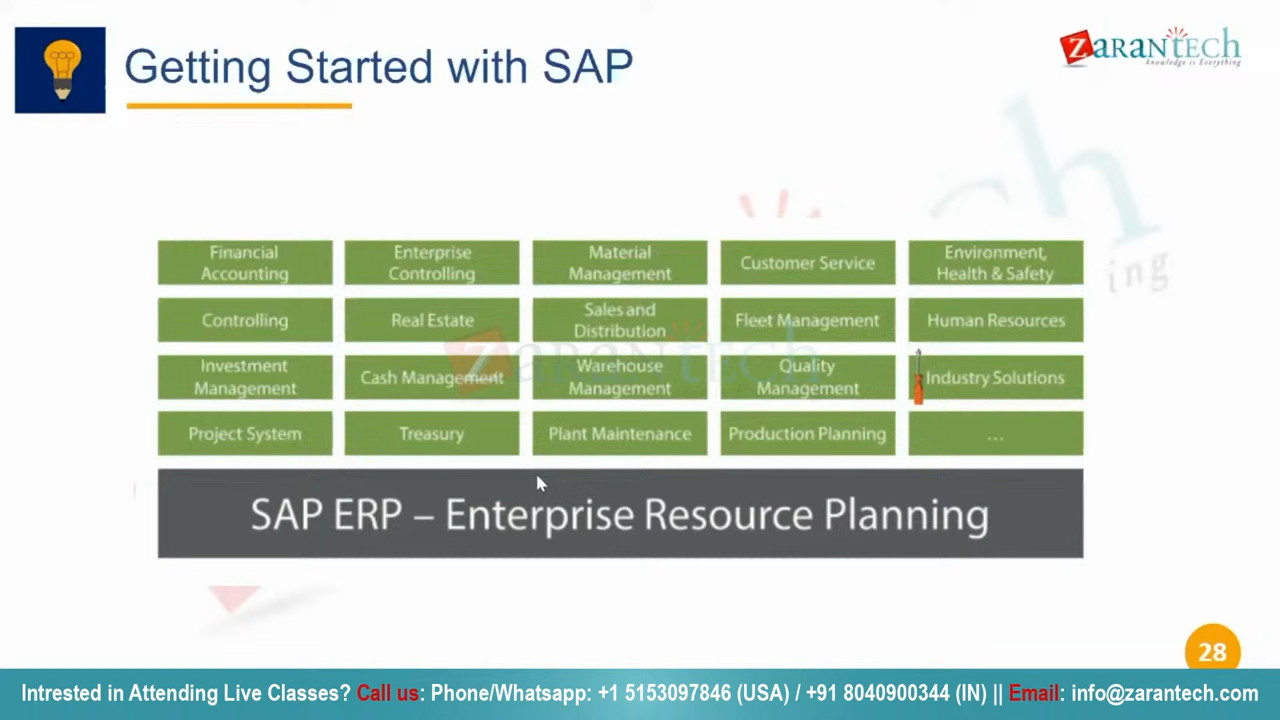 Getting Started with SAP
ZARANTECH
knowledge is Everything
Financial
Accounting
Enterprise
Controlling
Material
Management
Customer Service
Environment,
Health & Safety
Controlling
Real Estate
Sales and
Distribution
Fleet Management
Human Resources
Investment
Management
Cash Management
Warehouse
Management
Quality
Management
Industry Solutions
Project System
Treasury
Plant Maintenance
Production Planning
...
SAP ERP – Enterprise Resource Planning
ZARANTECH
h
ing
28
Intrested in Attending Live Classes? Call us: Phone/Whatsapp: +1 5153097846 (USA) / +91 8040900344 (IN) || Email: info@zarantech.com